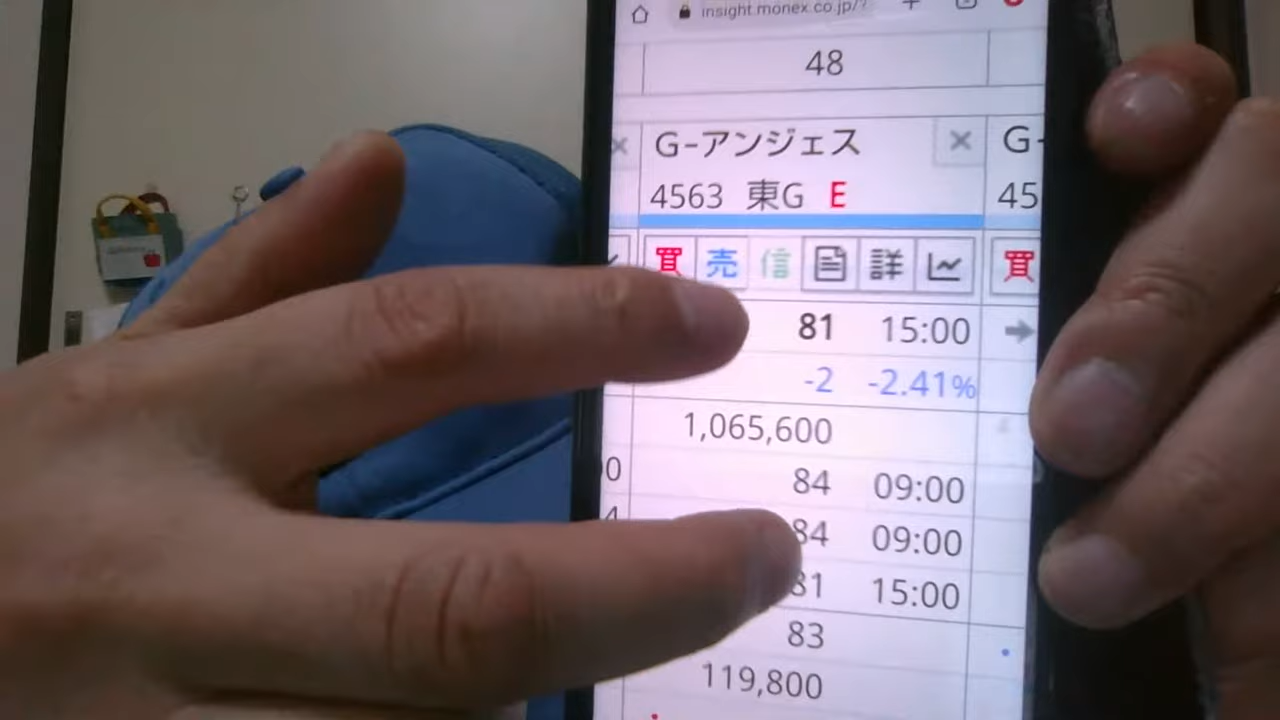 insight.monex.co.jp/?
48
G-アンジェス
G-
4563 東G E
45
買 売 信 詳
買
81 15:00
-2 -2.41%
1,065,600
0
84 09:00
4
84 09:00
81 15:00
83
119,800